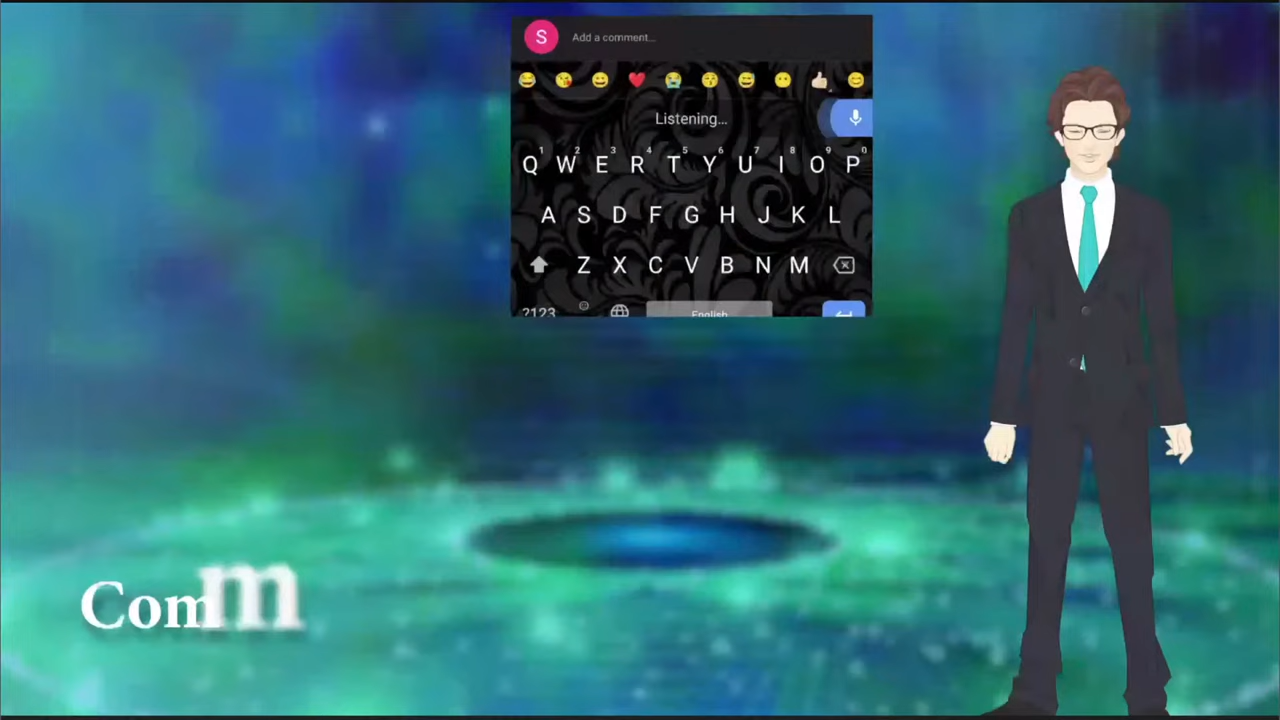 S Add a comment...
Listening...
1 2 3 4 5 6 7 8 9 0
Q W E R T Y U I O P
A S D F G H J K L
Z X C V B N M
?123 English
Comm